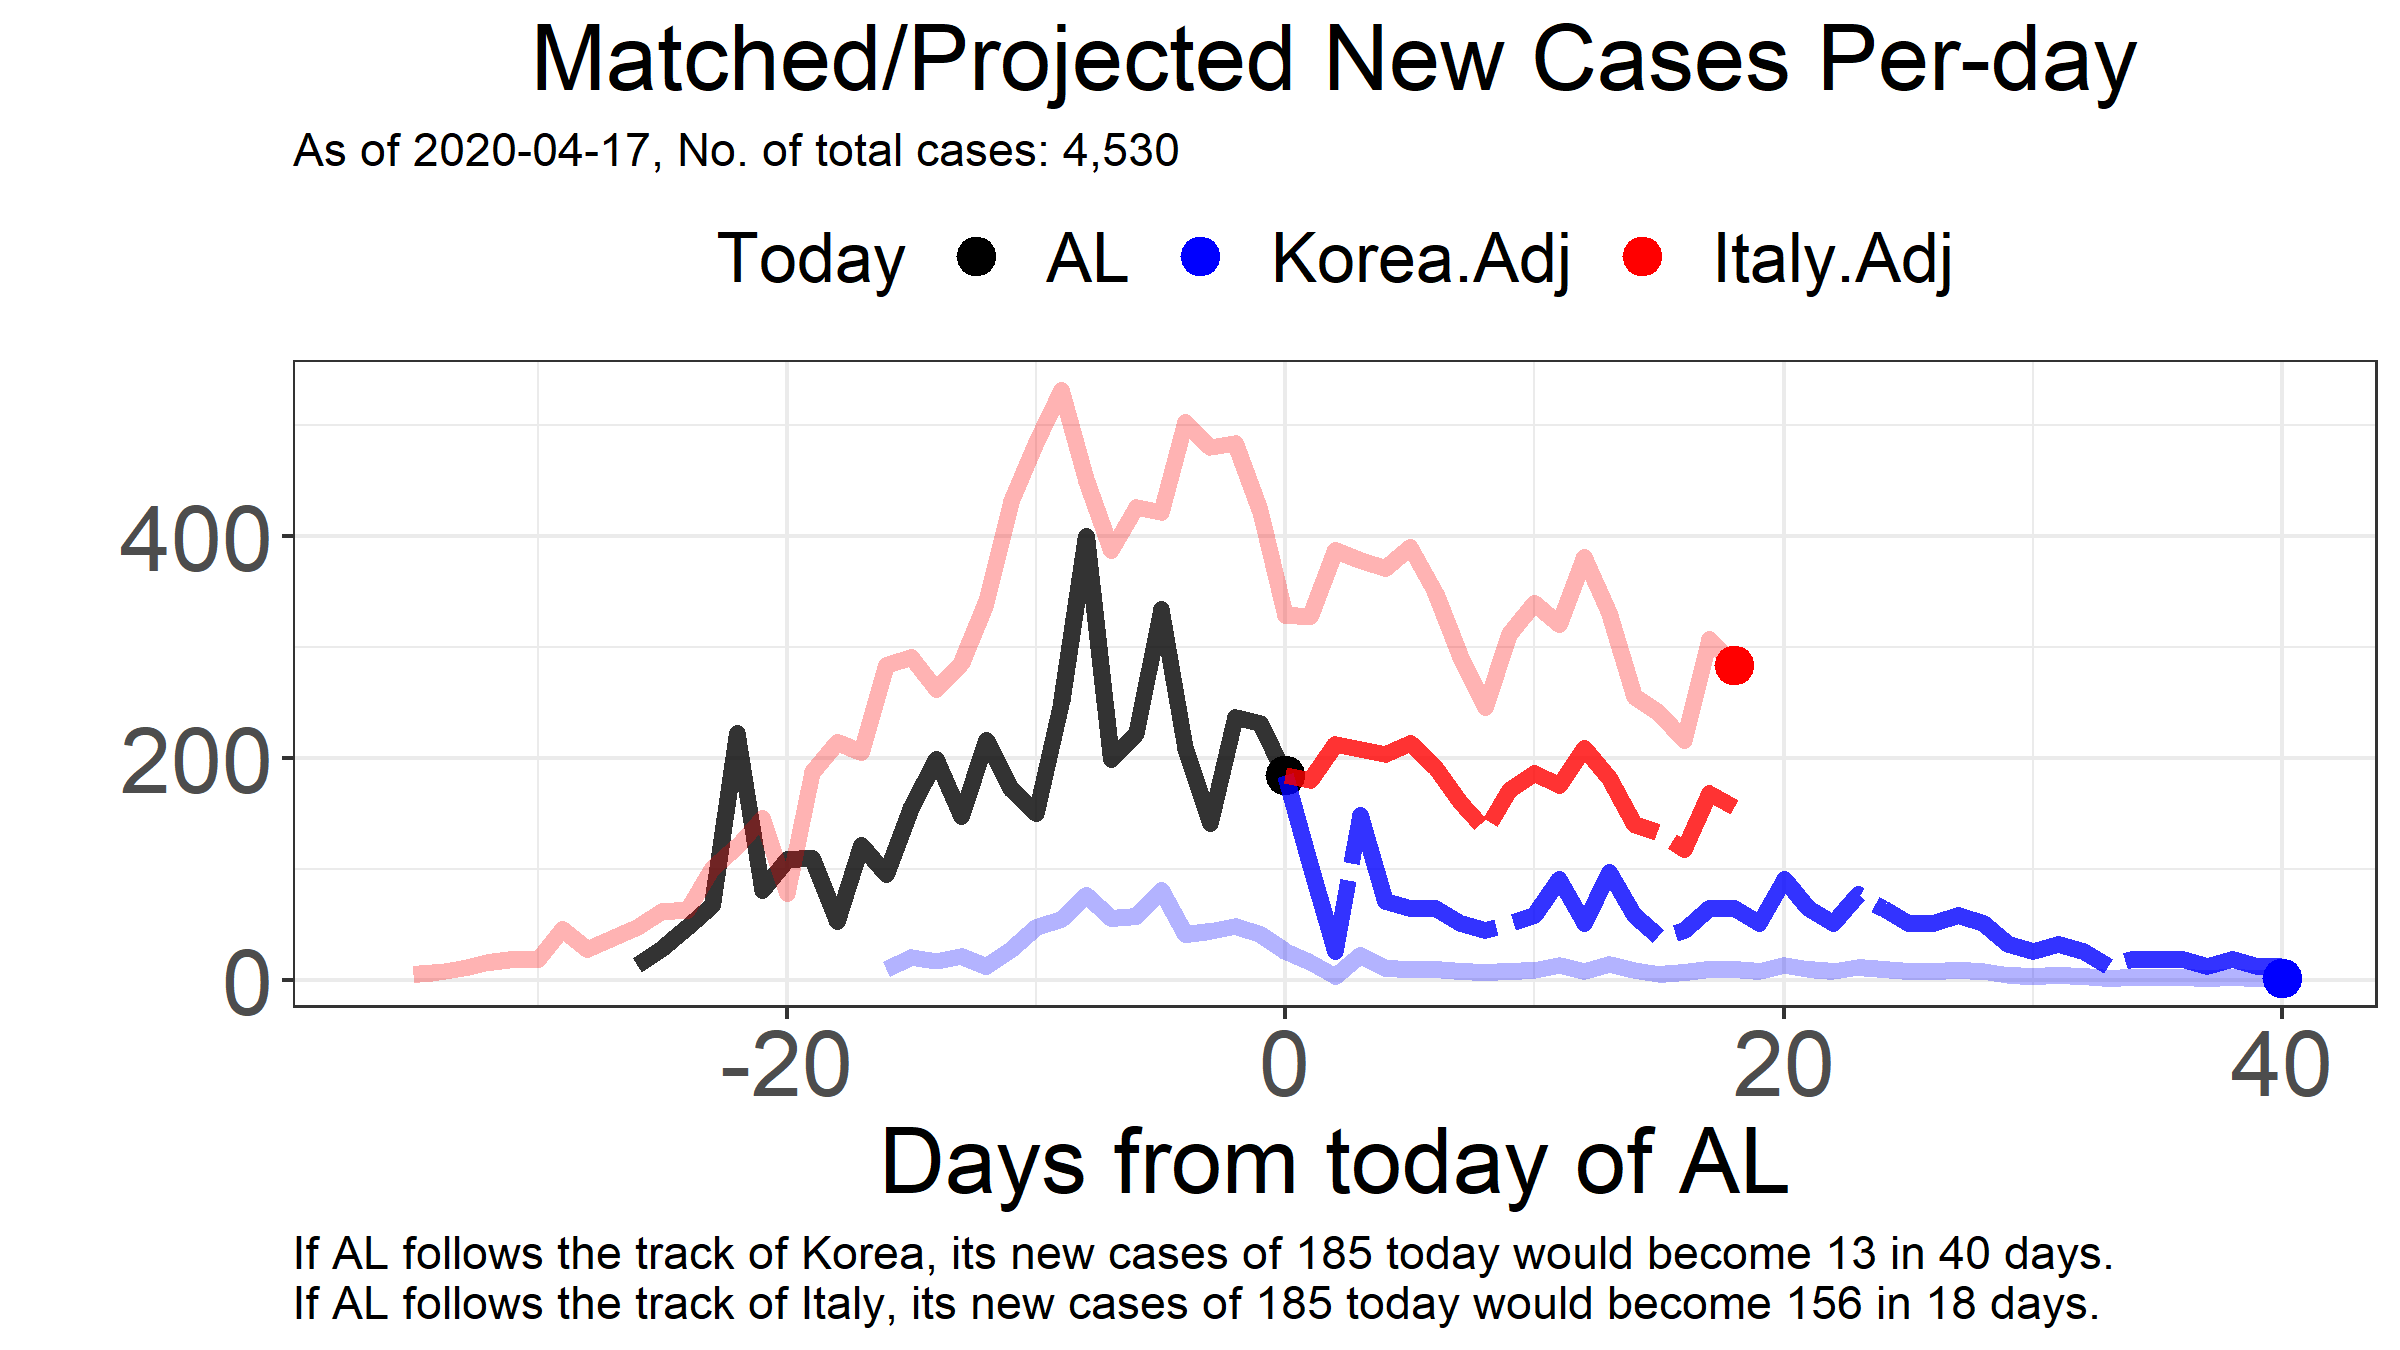 Matched/Projected New Cases Per-day
As of 2020-04-17, No. of total cases: 4,530
Today AL Korea.Adj Italy.Adj
400
200
0
-20 0 20 40
Days from today of AL
If AL follows the track of Korea, its new cases of 185 today would become 13 in 40 days.
If AL follows the track of Italy, its new cases of 185 today would become 156 in 18 days.